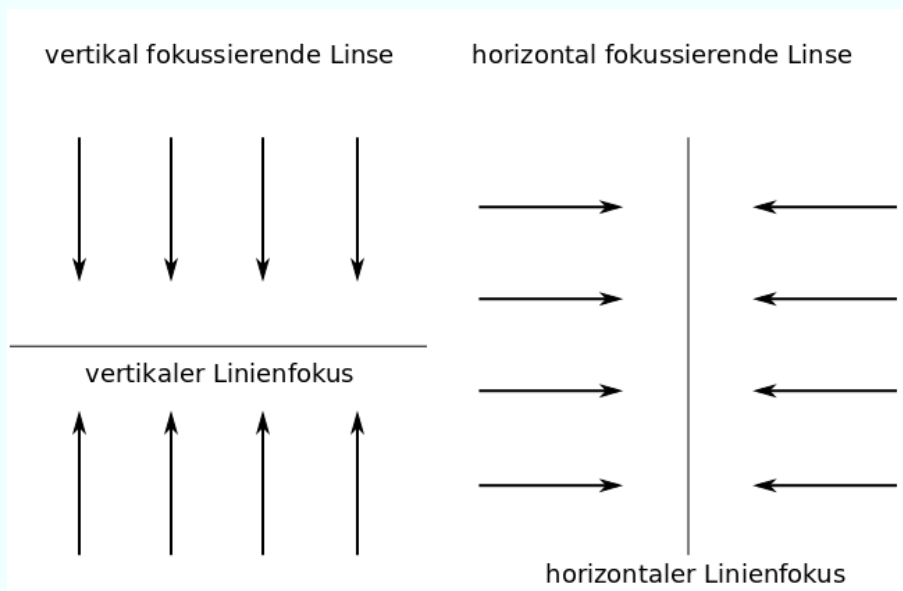 vertikal fokussierende Linse
horizontal fokussierende Linse
vertikaler Linienfokus
horizontaler Linienfokus